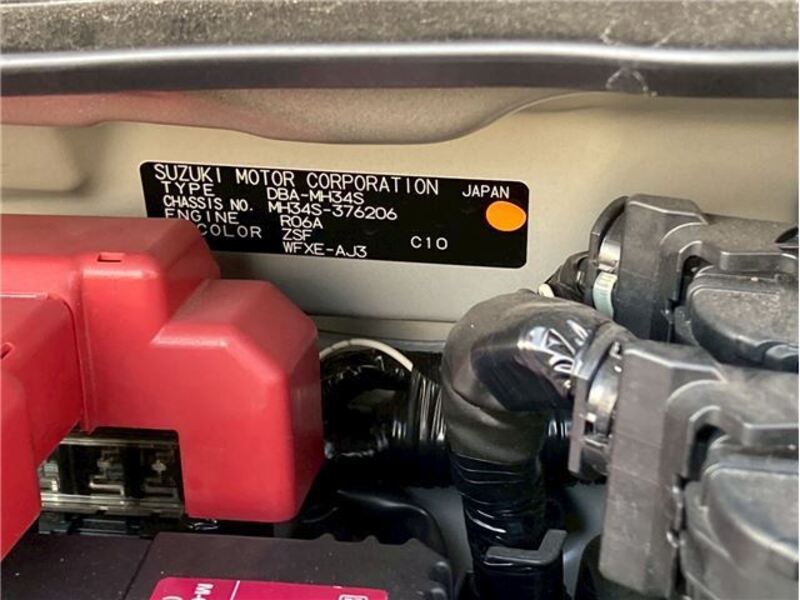 SUZUKI MOTOR CORPORATION JAPAN
TYPE DBA-MH34S
CHASSIS NO. MH34S-376206
ENGINE R06A
COLOR ZSF
WFXE-AJ3 C10